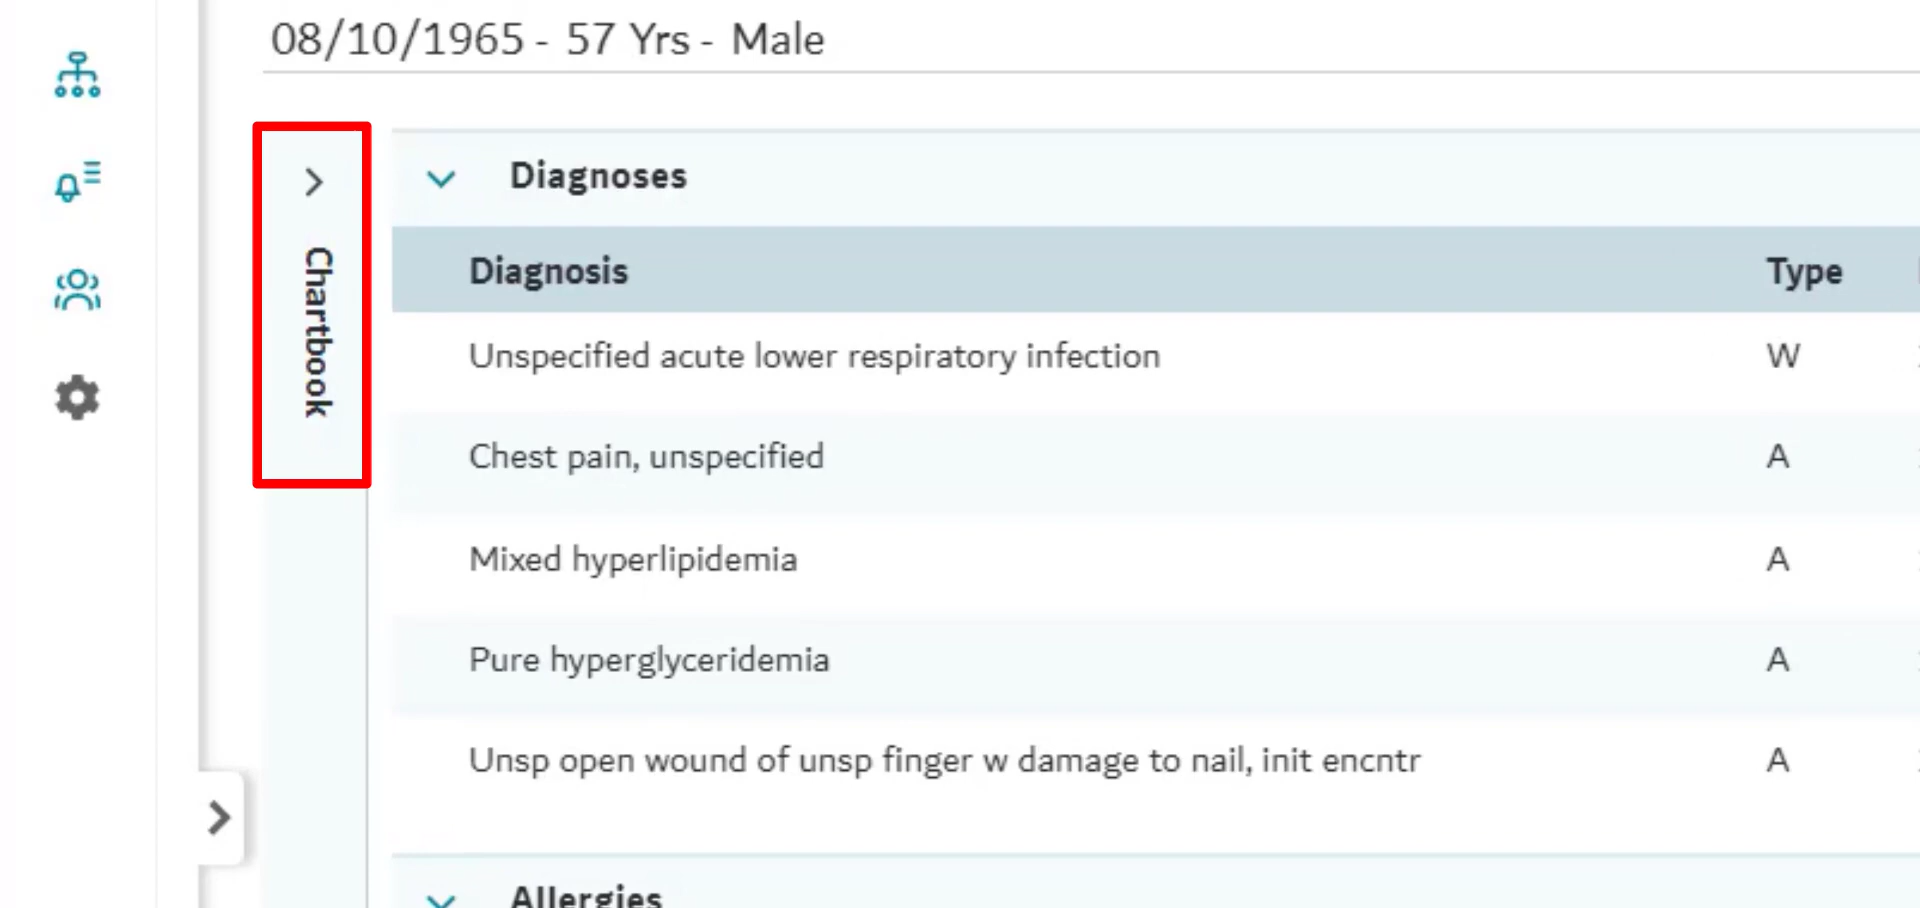 08/10/1965 - 57 Yrs - Male
Chartbook
Diagnoses
Diagnosis Type
Unspecified acute lower respiratory infection W
Chest pain, unspecified A
Mixed hyperlipidemia A
Pure hyperglyceridemia A
Unsp open wound of unsp finger w damage to nail, init encntr A
Allergies